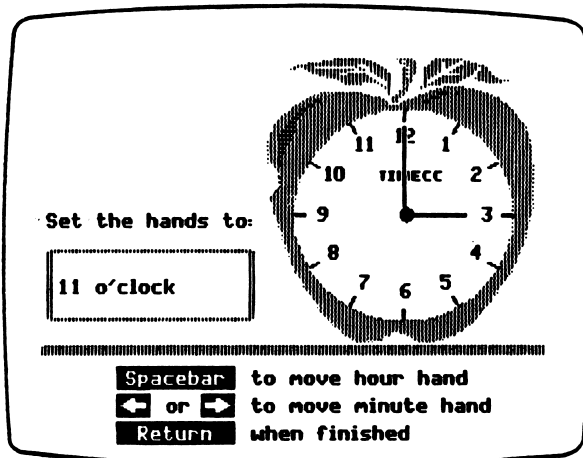 12
11 1
10 TIMECC 2
9 3
8 4
7 5
6
Set the hands to:
11 o'clock
Spacebar to move hour hand
← or → to move minute hand
Return when finished